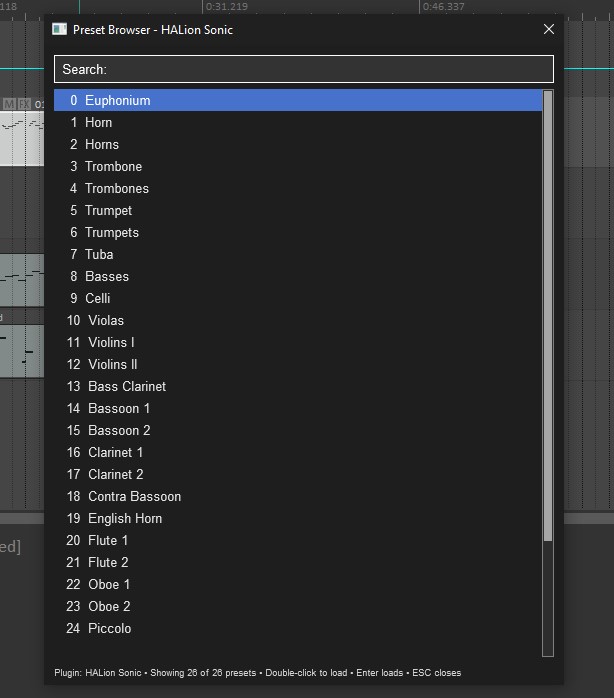 118
0:31.219
0:46.337
Preset Browser - HALion Sonic
Search:
M FX 01
0 Euphonium
1 Horn
2 Horns
3 Trombone
4 Trombones
5 Trumpet
6 Trumpets
7 Tuba
8 Basses
9 Celli
10 Violas
11 Violins I
12 Violins II
13 Bass Clarinet
14 Bassoon 1
15 Bassoon 2
16 Clarinet 1
17 Clarinet 2
18 Contra Bassoon
19 English Horn
20 Flute 1
21 Flute 2
22 Oboe 1
23 Oboe 2
24 Piccolo
ed]
Plugin: HALion Sonic • Showing 26 of 26 presets • Double-click to load • Enter loads • ESC closes